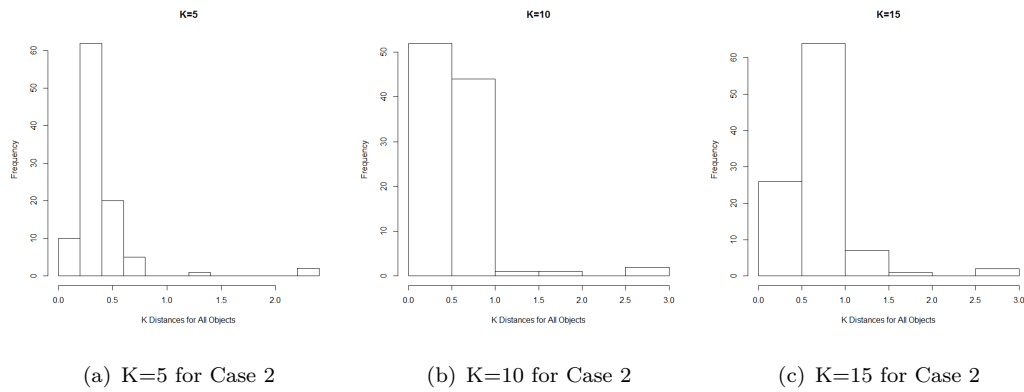 K=5
K=10
K=15
Frequency
0
10
20
30
40
50
60
0.0 0.5 1.0 1.5 2.0
K Distances for All Objects
Frequency
0
10
20
30
40
50
0.0 0.5 1.0 1.5 2.0 2.5 3.0
K Distances for All Objects
Frequency
0
10
20
30
40
50
60
0.0 0.5 1.0 1.5 2.0 2.5 3.0
K Distances for All Objects
(a) K=5 for Case 2
(b) K=10 for Case 2
(c) K=15 for Case 2